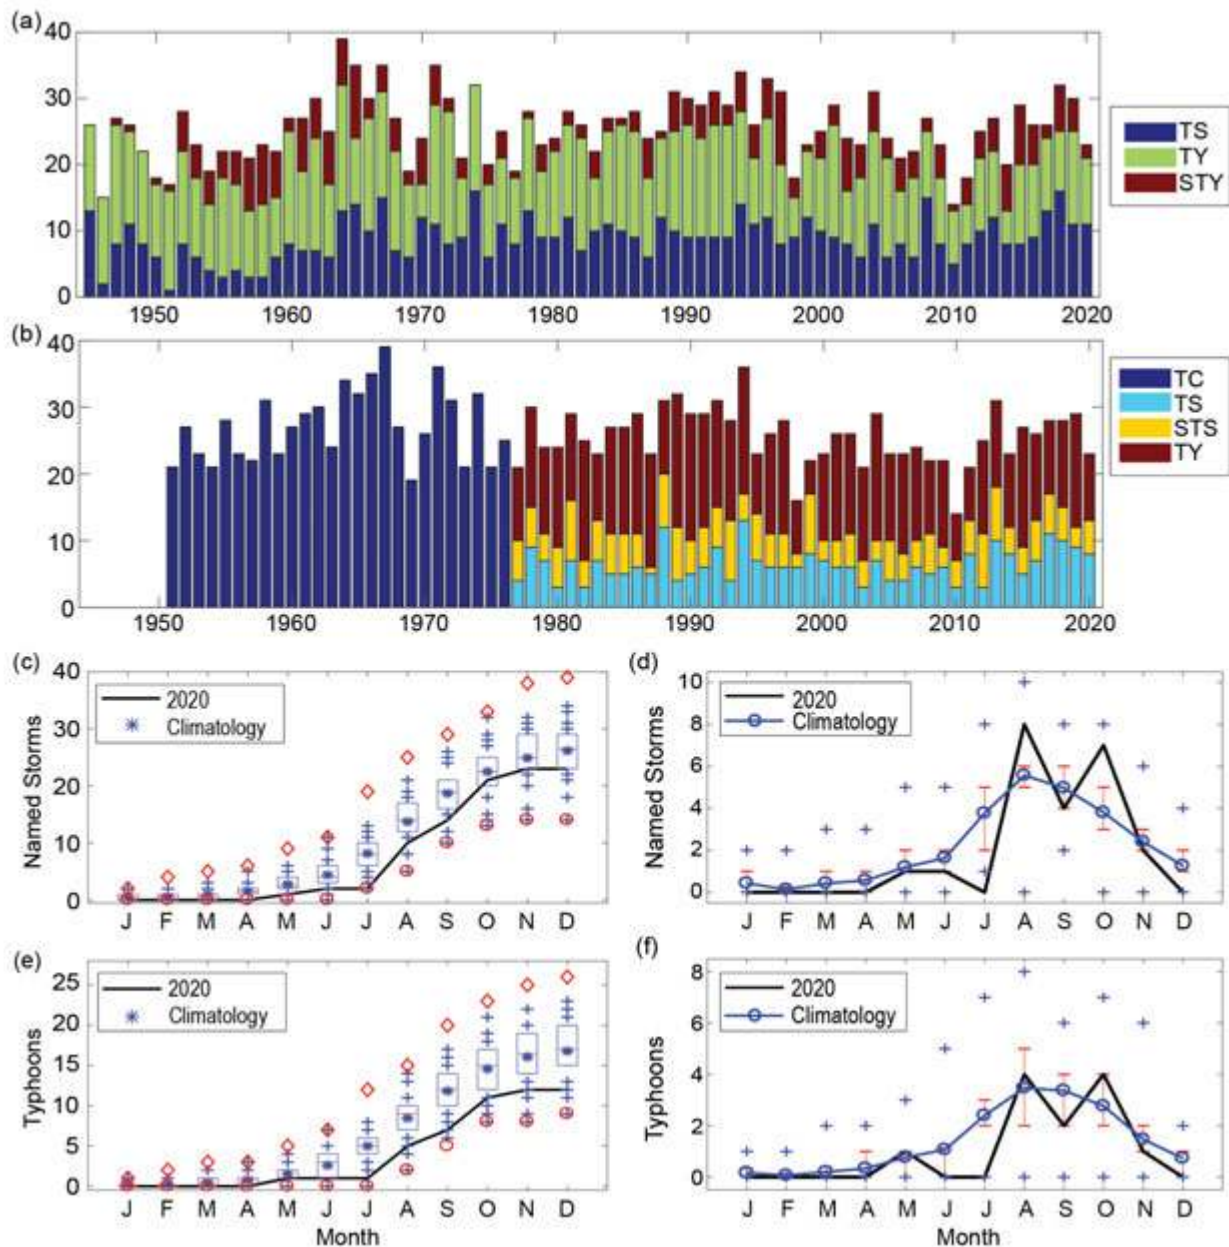 (a)
40
30
20
10
0
1950 1960 1970 1980 1990 2000 2010 2020
TS
TY
STY
(b)
40
30
20
10
0
1950 1960 1970 1980 1990 2000 2010 2020
TC
TS
STS
TY
(c)
Named Storms
40
30
20
10
0
2020
Climatology
J F M A M J J A S O N D
(d)
Named Storms
10
8
6
4
2
0
2020
Climatology
J F M A M J J A S O N D
(e)
Typhoons
25
20
15
10
5
0
2020
Climatology
J F M A M J J A S O N D
Month
(f)
Typhoons
8
6
4
2
0
2020
Climatology
J F M A M J J A S O N D
Month